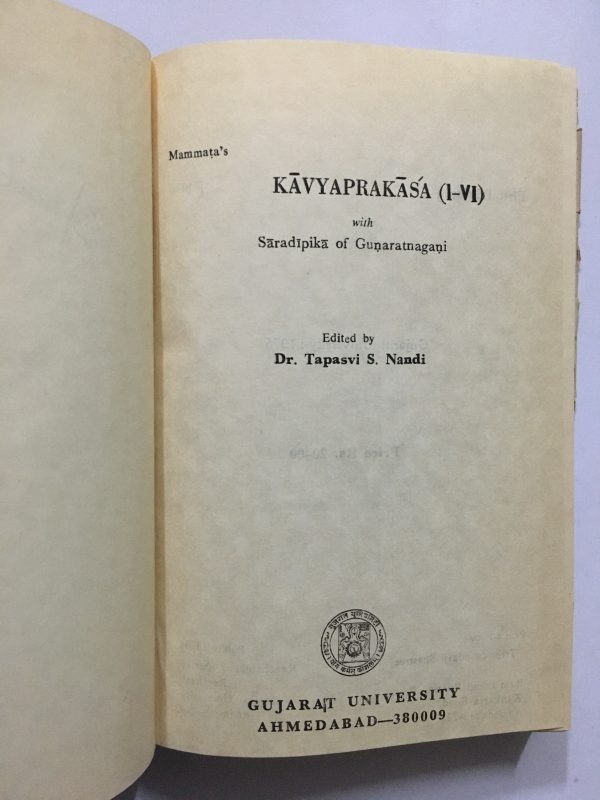 Mammaṭa's
KĀVYAPRAKĀŚA (I-VI)
with
Sāradīpikā of Guṇaratnagaṇi
Edited by
Dr. Tapasvi S. Nandi
GUJARAT UNIVERSITY
AHMEDABAD—380009